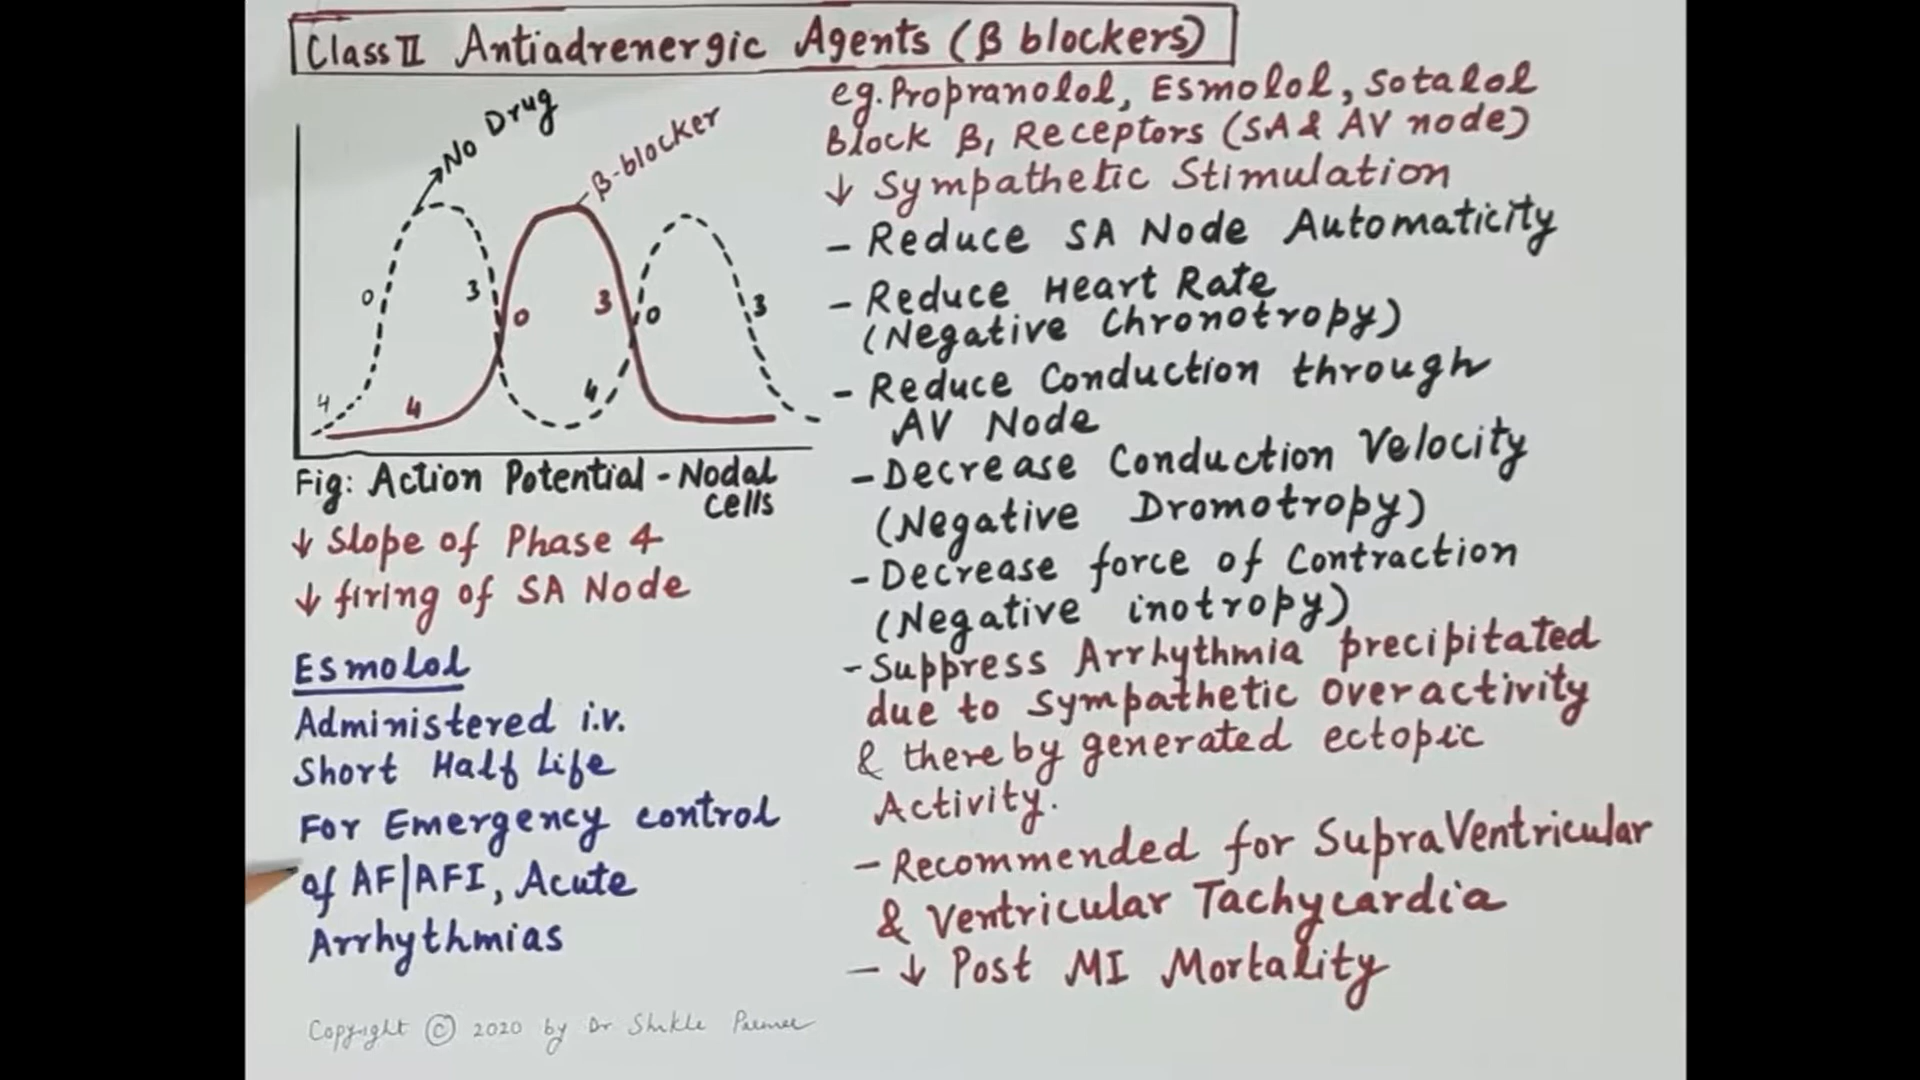 Class II Antiadrenergic Agents (β blockers)
No Drug
β-blocker
0
3
0
3
0
3
4
4
4
Fig: Action Potential - Nodal
cells
↓ Slope of Phase 4
↓ firing of SA Node
Esmolol
Administered i.v.
Short Half Life
For Emergency control
of AF/AFI, Acute
Arrhythmias
eg. Propranolol, Esmolol, Sotalol
Block β1 Receptors (SA & AV node)
↓ Sympathetic Stimulation
- Reduce SA Node Automaticity
- Reduce Heart Rate
(Negative Chronotropy)
- Reduce Conduction through
AV Node
- Decrease Conduction Velocity
(Negative Dromotropy)
- Decrease force of Contraction
(Negative inotropy)
- Suppress Arrhythmia precipitated
due to Sympathetic Overactivity
& there by generated ectopic
Activity.
- Recommended for SupraVentricular
& Ventricular Tachycardia
- ↓ Post MI Mortality
Copyright © 2020 by Dr